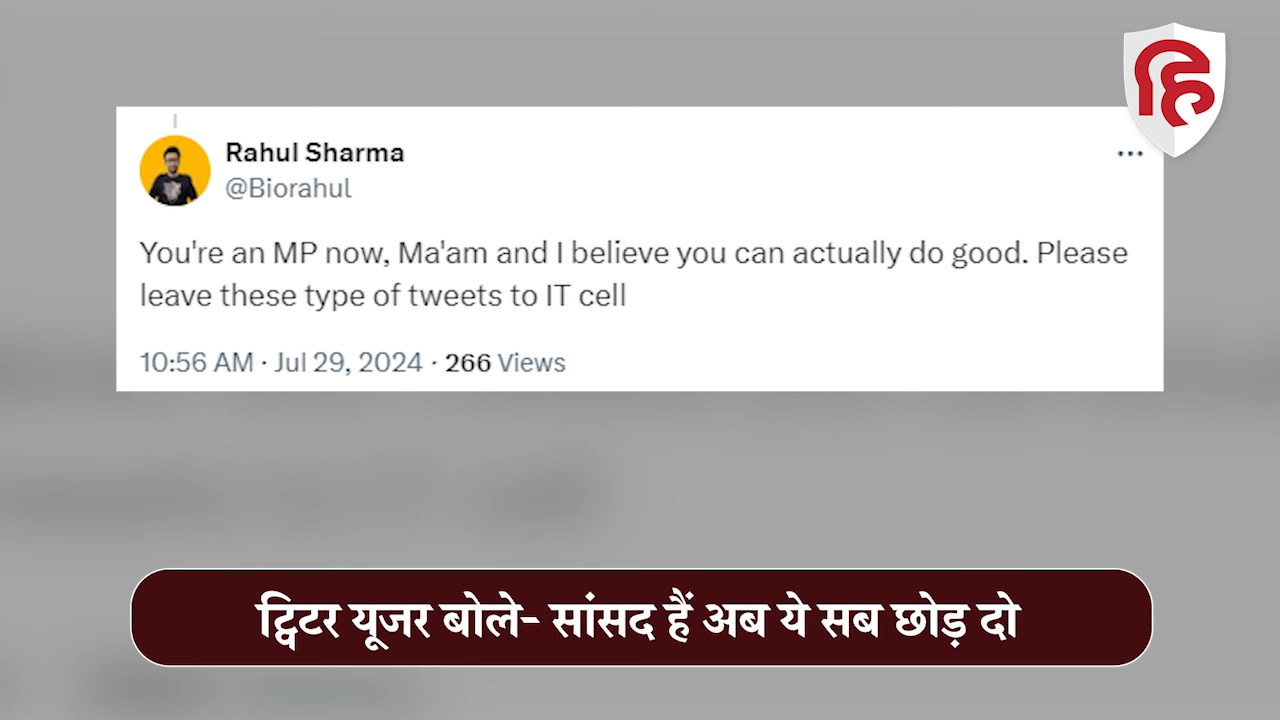 हि
Rahul Sharma
@Biorahul
You're an MP now, Ma'am and I believe you can actually do good. Please
leave these type of tweets to IT cell
10:56 AM · Jul 29, 2024 · 266 Views
ट्विटर यूजर बोले- सांसद हैं अब ये सब छोड़ दो